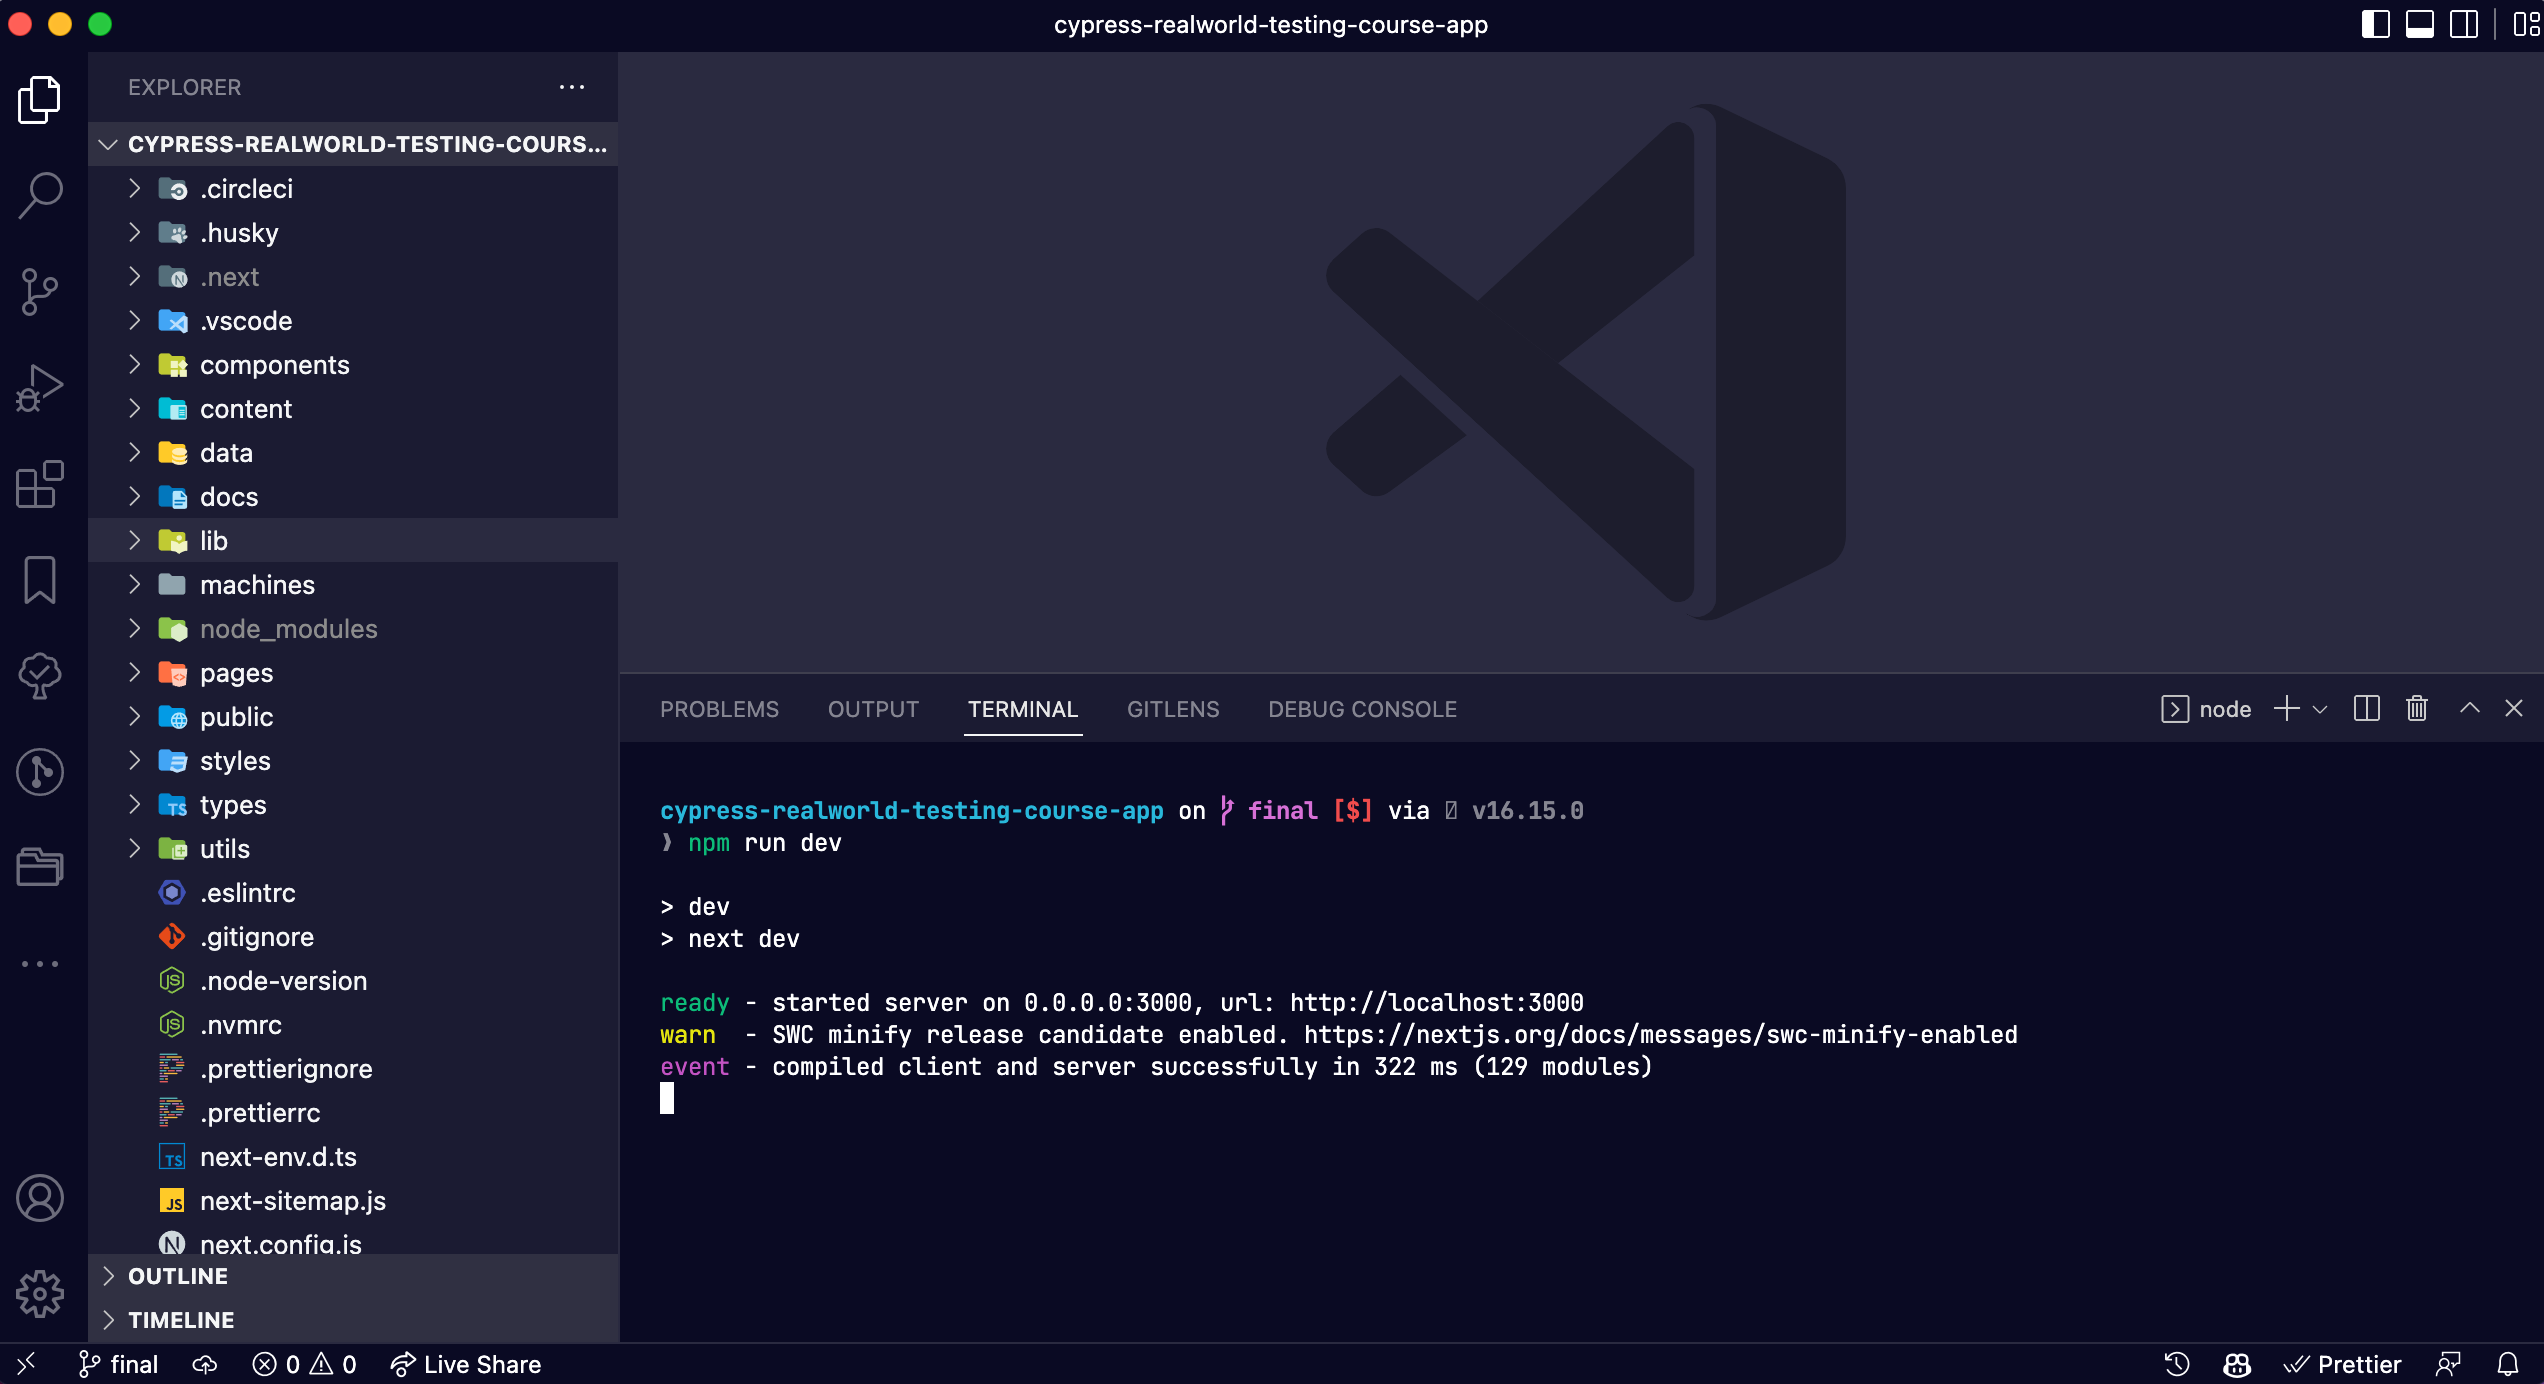 cypress-realworld-testing-course-app
EXPLORER
CYPRESS-REALWORLD-TESTING-COURS...
.circleci
.husky
.next
.vscode
components
content
data
docs
lib
machines
node_modules
pages
public
styles
types
utils
.eslintrc
.gitignore
.node-version
.nvmrc
.prettierignore
.prettierrc
next-env.d.ts
next-sitemap.js
next.config.js
OUTLINE
TIMELINE
PROBLEMS OUTPUT TERMINAL GITLENS DEBUG CONSOLE node
cypress-realworld-testing-course-app on final [$] via v16.15.0
❯ npm run dev
> dev
> next dev
ready - started server on 0.0.0.0:3000, url: http://localhost:3000
warn - SWC minify release candidate enabled. https://nextjs.org/docs/messages/swc-minify-enabled
event - compiled client and server successfully in 322 ms (129 modules)
final 0 0 Live Share Prettier